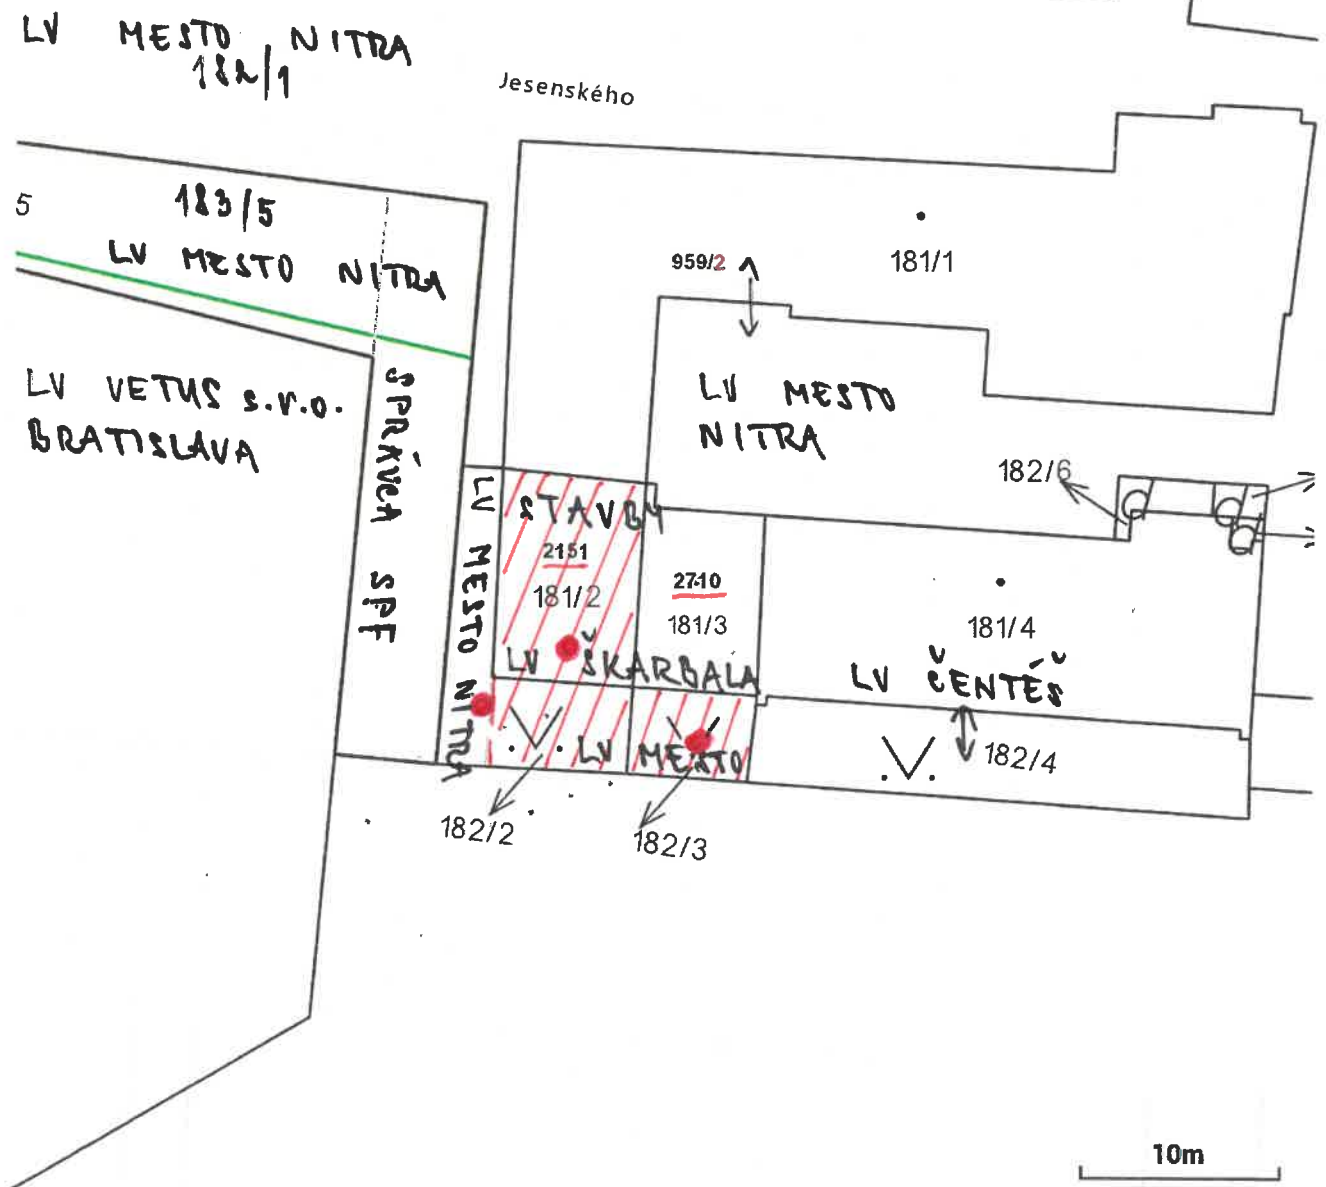 LV MESTO NITRA
182/1
Jesenského
5
183/5
LV MESTO NITRA
959/2
181/1
LV VETUS s.r.o.
BRATISLAVA
SPRÁVCA SPF
LV MESTO NITRA
LV MESTO
NITRA
182/6
STAVBY
2151
181/2
2710
181/3
LV ŠKARBALA
181/4
LV ČENTÉŠ
LV MESTO
182/4
182/2
182/3
10m